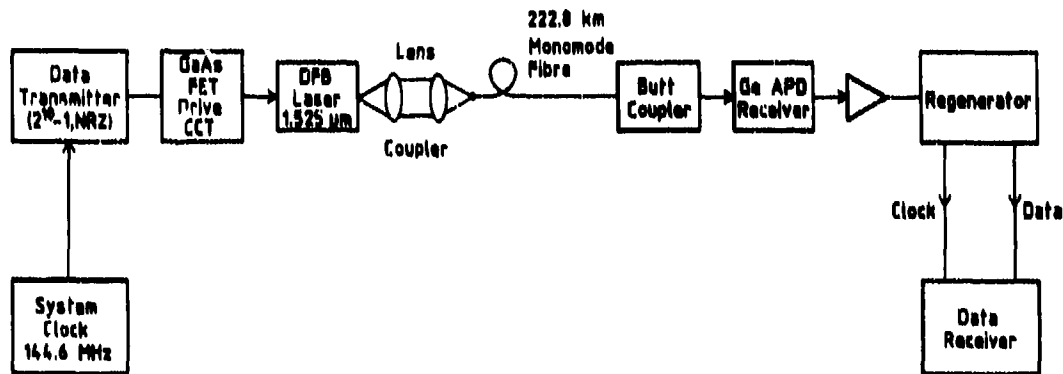 222.8 km
Monomode
Fibre
Lens
Data
Transmitter
(2¹⁰-1,NRZ)
GaAs
FET
Drive
CCT
DFB
Laser
1.525 µm
Coupler
Butt
Coupler
Ge APD
Receiver
Regenerator
Clock
Data
System
Clock
144.6 MHz
Data
Receiver